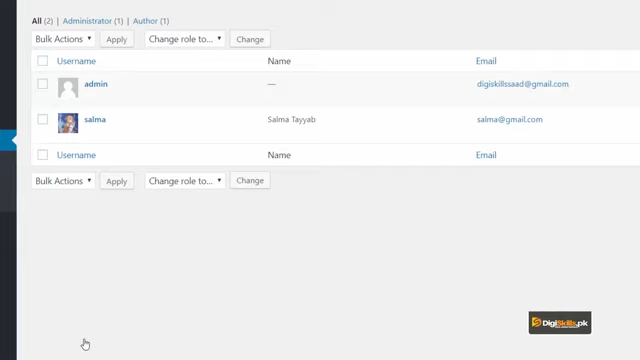 All (2) | Administrator (1) | Author (1)
Bulk Actions Apply Change role to... Change
Username Name Email
admin — digiskillssaad@gmail.com
salma Salma Tayyab salma@gmail.com
Username Name Email
Bulk Actions Apply Change role to... Change
DigiSkills.pk